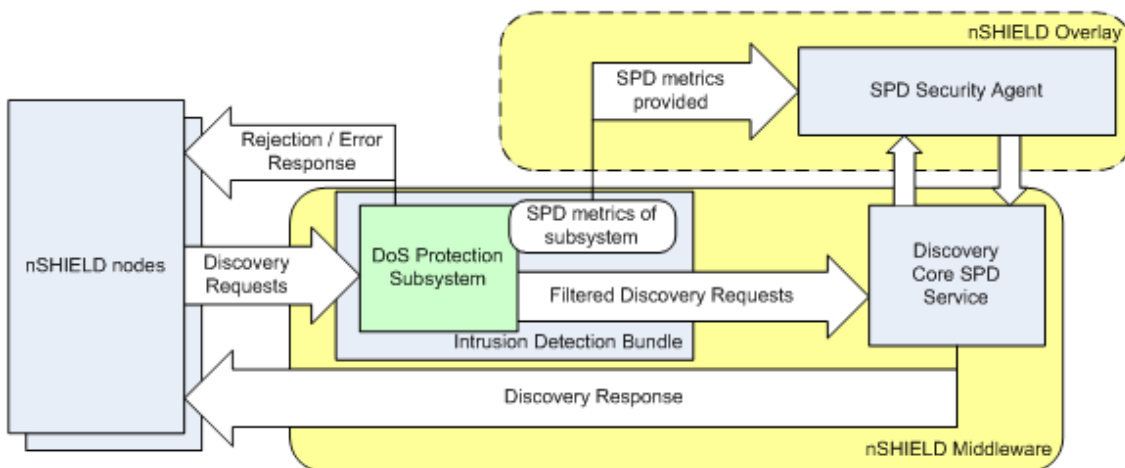 nSHIELD Overlay
SPD metrics
provided
SPD Security Agent
Rejection / Error
Response
SPD metrics of
subsystem
nSHIELD nodes
Discovery
Requests
DoS Protection
Subsystem
Filtered Discovery Requests
Discovery
Core SPD
Service
Intrusion Detection Bundle
Discovery Response
nSHIELD Middleware